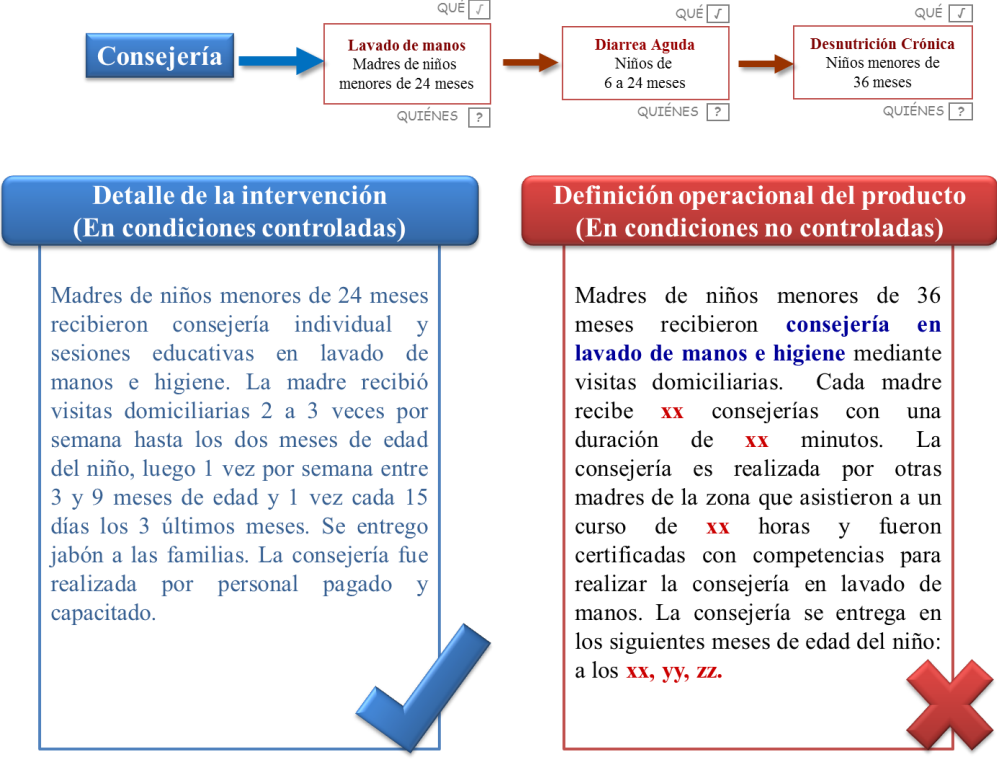 QUÉ √
QUÉ √
QUÉ √
Consejería
Lavado de manos
Madres de niños
menores de 24 meses
Diarrea Aguda
Niños de
6 a 24 meses
Desnutrición Crónica
Niños menores de
36 meses
QUIÉNES ?
QUIÉNES ?
QUIÉNES ?
Detalle de la intervención
(En condiciones controladas)
Madres de niños menores de 24 meses
recibieron consejería individual y
sesiones educativas en lavado de
manos e higiene. La madre recibió
visitas domiciliarias 2 a 3 veces por
semana hasta los dos meses de edad
del niño, luego 1 vez por semana entre
3 y 9 meses de edad y 1 vez cada 15
días los 3 últimos meses. Se entrego
jabón a las familias. La consejería fue
realizada por personal pagado y
capacitado.
Definición operacional del producto
(En condiciones no controladas)
Madres de niños menores de 36
meses recibieron consejería en
lavado de manos e higiene mediante
visitas domiciliarias. Cada madre
recibe xx consejerías con una
duración de xx minutos. La
consejería es realizada por otras
madres de la zona que asistieron a un
curso de xx horas y fueron
certificadas con competencias para
realizar la consejería en lavado de
manos. La consejería se entrega en
los siguientes meses de edad del niño:
a los xx, yy, zz.